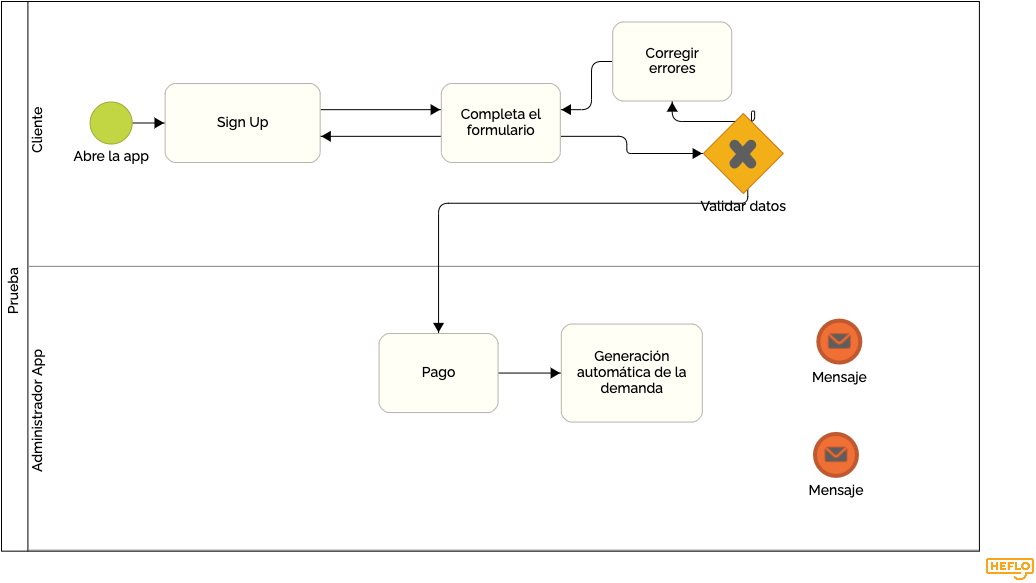 Prueba
Cliente
Abre la app
Sign Up
Completa el
formulario
Corregir
errores
Validar datos
Administrador App
Pago
Generación
automática de la
demanda
Mensaje
Mensaje
HEFLO